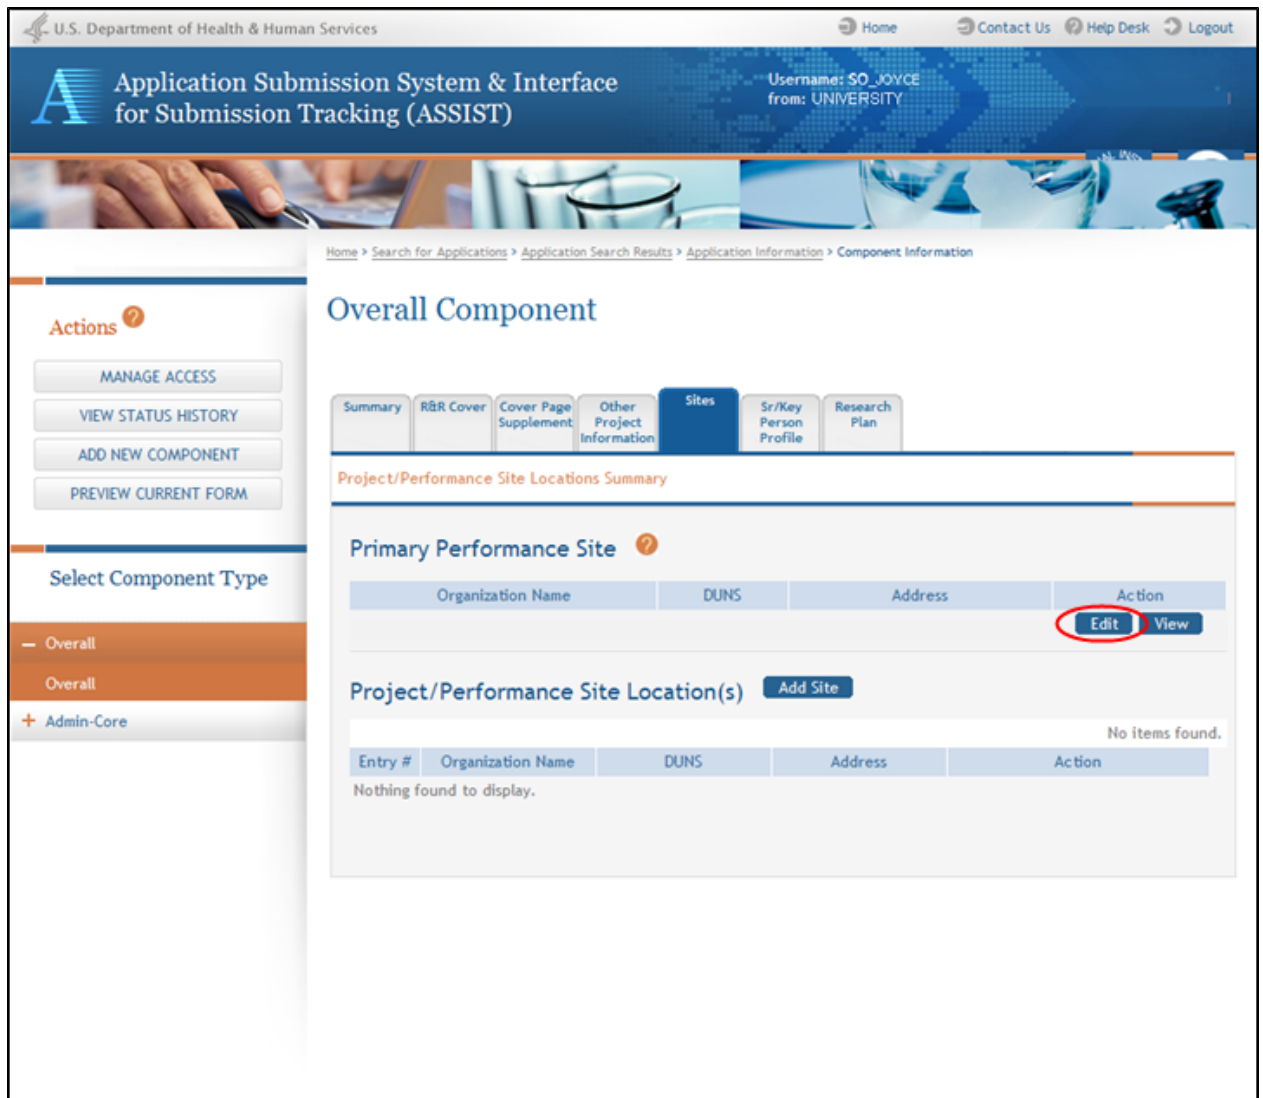 U.S. Department of Health & Human Services
Home
Contact Us
Help Desk
Logout
Application Submission System & Interface
for Submission Tracking (ASSIST)
Username: SO_JOYCE
from: UNIVERSITY
Home > Search for Applications > Application Search Results > Application Information > Component Information
Actions ?
MANAGE ACCESS
VIEW STATUS HISTORY
ADD NEW COMPONENT
PREVIEW CURRENT FORM
Select Component Type
Overall
Overall
Admin-Core
Overall Component
Summary
R&R Cover
Cover Page
Supplement
Other
Project
Information
Sites
Sr/Key
Person
Profile
Research
Plan
Project/Performance Site Locations Summary
Primary Performance Site ?
Organization Name DUNS Address Action
Edit View
Project/Performance Site Location(s) Add Site
No items found.
Entry # Organization Name DUNS Address Action
Nothing found to display.